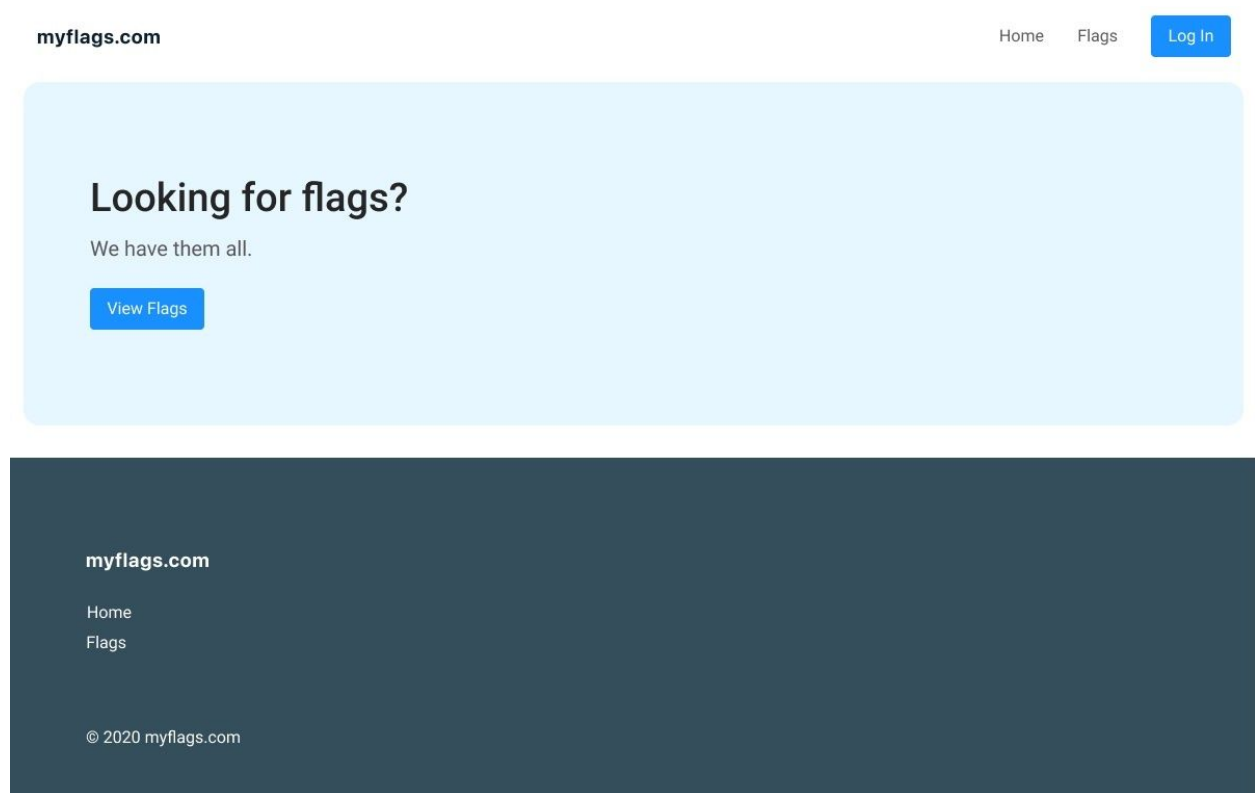 myflags.com
Home Flags Log In
Looking for flags?
We have them all.
View Flags
myflags.com
Home
Flags
© 2020 myflags.com